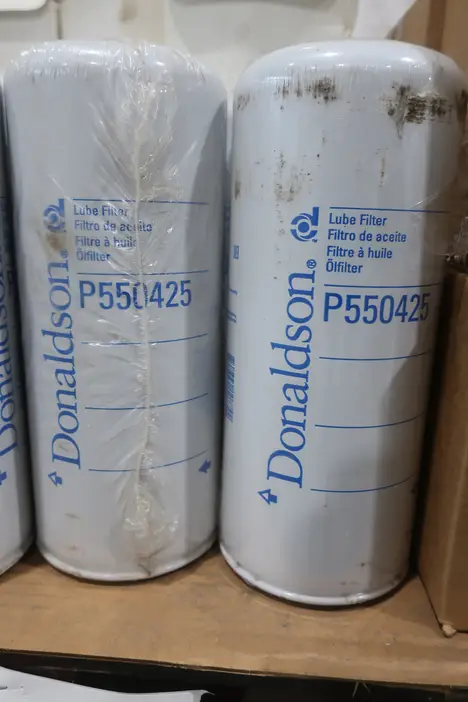 Lube Filter
Filtro de aceite
Filtre à huile
Ölfilter
P550425
Donaldson.
Lube Filter
Filtro de aceite
Filtre à huile
Ölfilter
P550425
Donaldson®